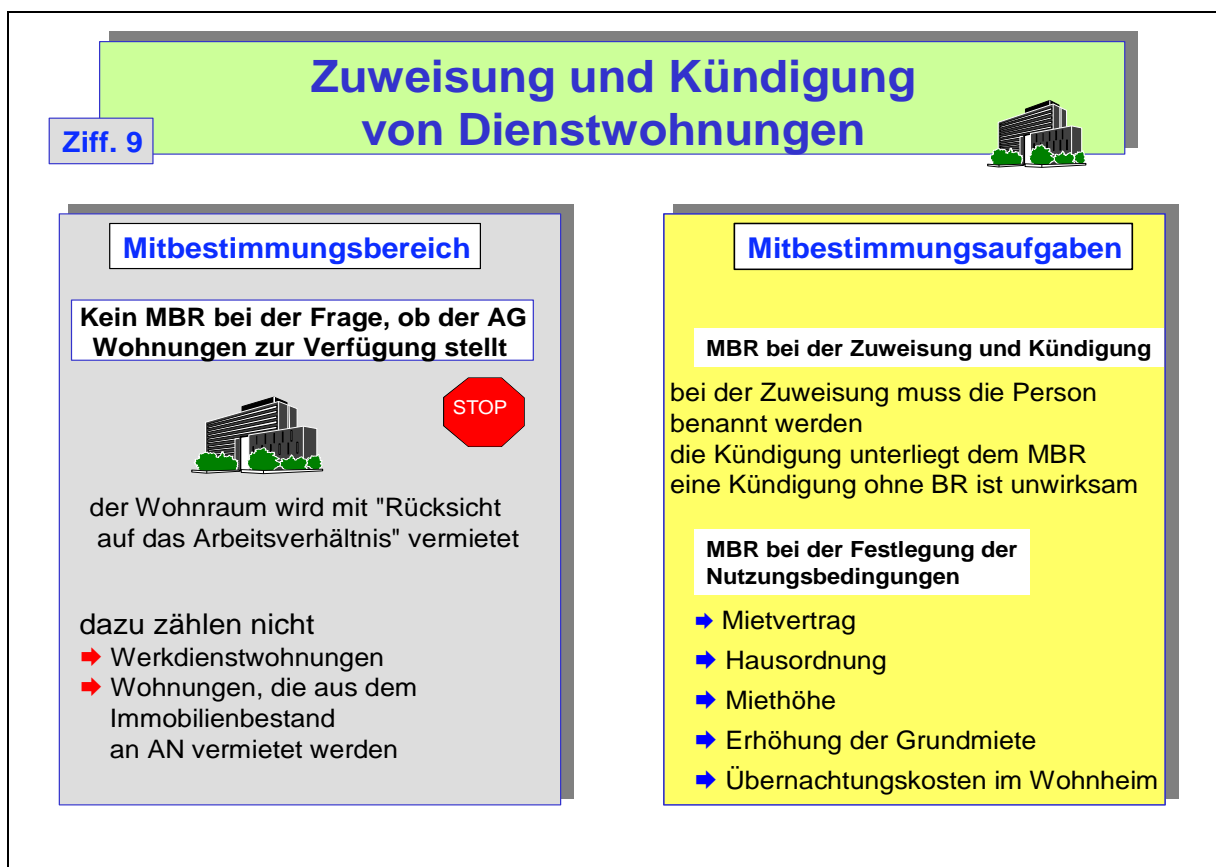 Zuweisung und Kündigung
von Dienstwohnungen
Ziff. 9
Mitbestimmungsbereich
Kein MBR bei der Frage, ob der AG
Wohnungen zur Verfügung stellt
STOP
der Wohnraum wird mit "Rücksicht
auf das Arbeitsverhältnis" vermietet
dazu zählen nicht
Werkdienstwohnungen
Wohnungen, die aus dem
Immobilienbestand
an AN vermietet werden
Mitbestimmungsaufgaben
MBR bei der Zuweisung und Kündigung
bei der Zuweisung muss die Person
benannt werden
die Kündigung unterliegt dem MBR
eine Kündigung ohne BR ist unwirksam
MBR bei der Festlegung der
Nutzungsbedingungen
Mietvertrag
Hausordnung
Miethöhe
Erhöhung der Grundmiete
Übernachtungskosten im Wohnheim